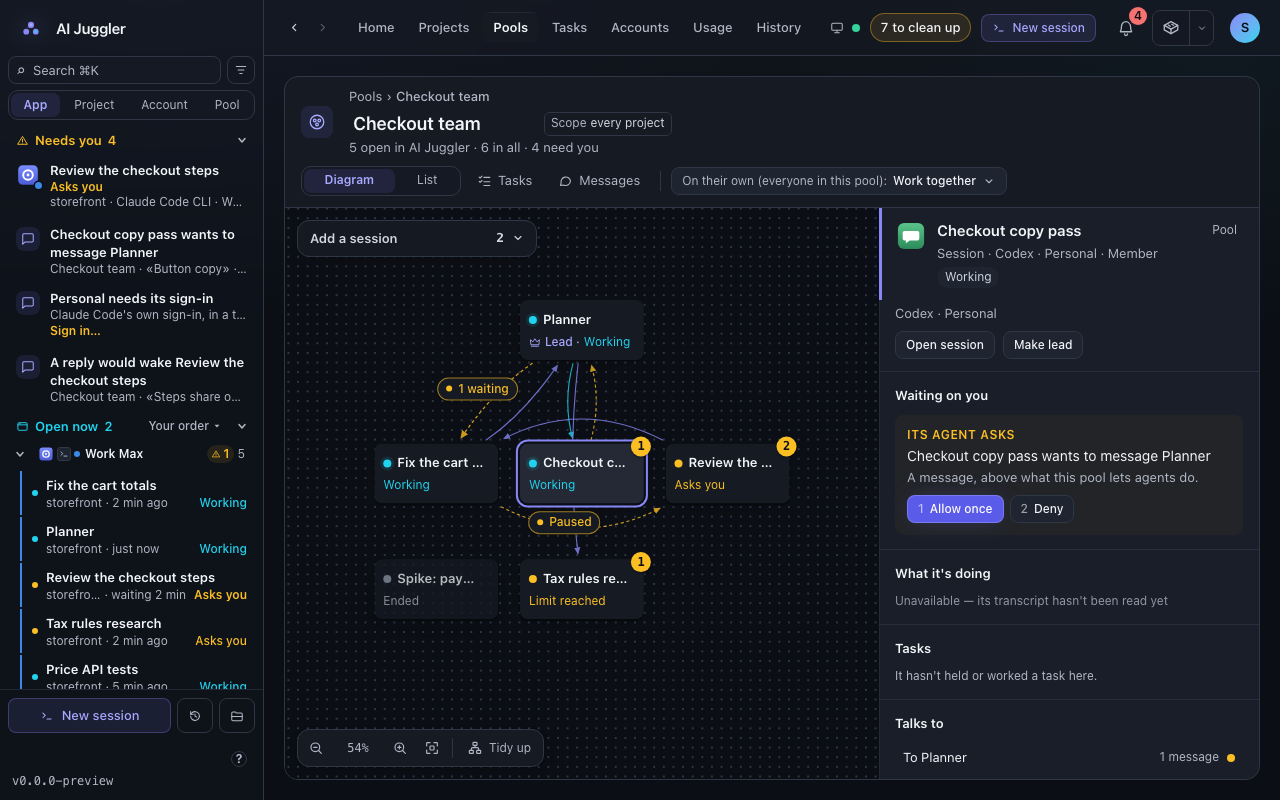 AI Juggler
Search ⌘K
App Project Account Pool
Needs you 4
Review the checkout steps
Asks you
storefront · Claude Code CLI · W...
Checkout copy pass wants to
message Planner
Checkout team · «Button copy» ·...
Personal needs its sign-in
Claude Code's own sign-in, in a t...
Sign in...
A reply would wake Review the
checkout steps
Checkout team · «Steps share o...
Open now 2 Your order
Work Max 1 5
Fix the cart totals
storefront · 2 min ago Working
Planner
storefront · just now Working
Review the checkout steps
storefro... · waiting 2 min Asks you
Tax rules research
storefront · 2 min ago Asks you
Price API tests
storefront · 5 min ago Working
New session
?
v0.0.0-preview
Home Projects Pools Tasks Accounts Usage History 7 to clean up New session 4 S
Pools › Checkout team
Checkout team Scope every project
5 open in AI Juggler · 6 in all · 4 need you
Diagram List Tasks Messages On their own (everyone in this pool): Work together
Add a session 2
Planner
Lead · Working
1 waiting
Fix the cart ...
Working
1
Checkout c...
Working
2
Review the ...
Asks you
Paused
Spike: pay...
Ended
1
Tax rules re...
Limit reached
54% Tidy up
Checkout copy pass Pool
Session · Codex · Personal · Member
Working
Codex · Personal
Open session Make lead
Waiting on you
ITS AGENT ASKS
Checkout copy pass wants to message Planner
A message, above what this pool lets agents do.
1 Allow once 2 Deny
What it's doing
Unavailable — its transcript hasn't been read yet
Tasks
It hasn't held or worked a task here.
Talks to
To Planner 1 message